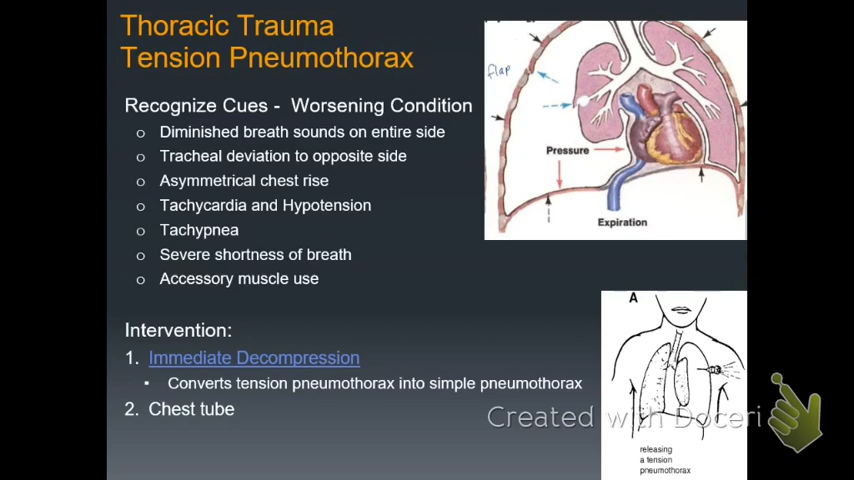 Thoracic Trauma
Tension Pneumothorax
Recognize Cues - Worsening Condition
o Diminished breath sounds on entire side
o Tracheal deviation to opposite side
o Asymmetrical chest rise
o Tachycardia and Hypotension
o Tachypnea
o Severe shortness of breath
o Accessory muscle use
Intervention:
1. Immediate Decompression
▪ Converts tension pneumothorax into simple pneumothorax
2. Chest tube
flap
Pressure
Expiration
A
releasing
a tension
pneumothorax
Created with Doceri